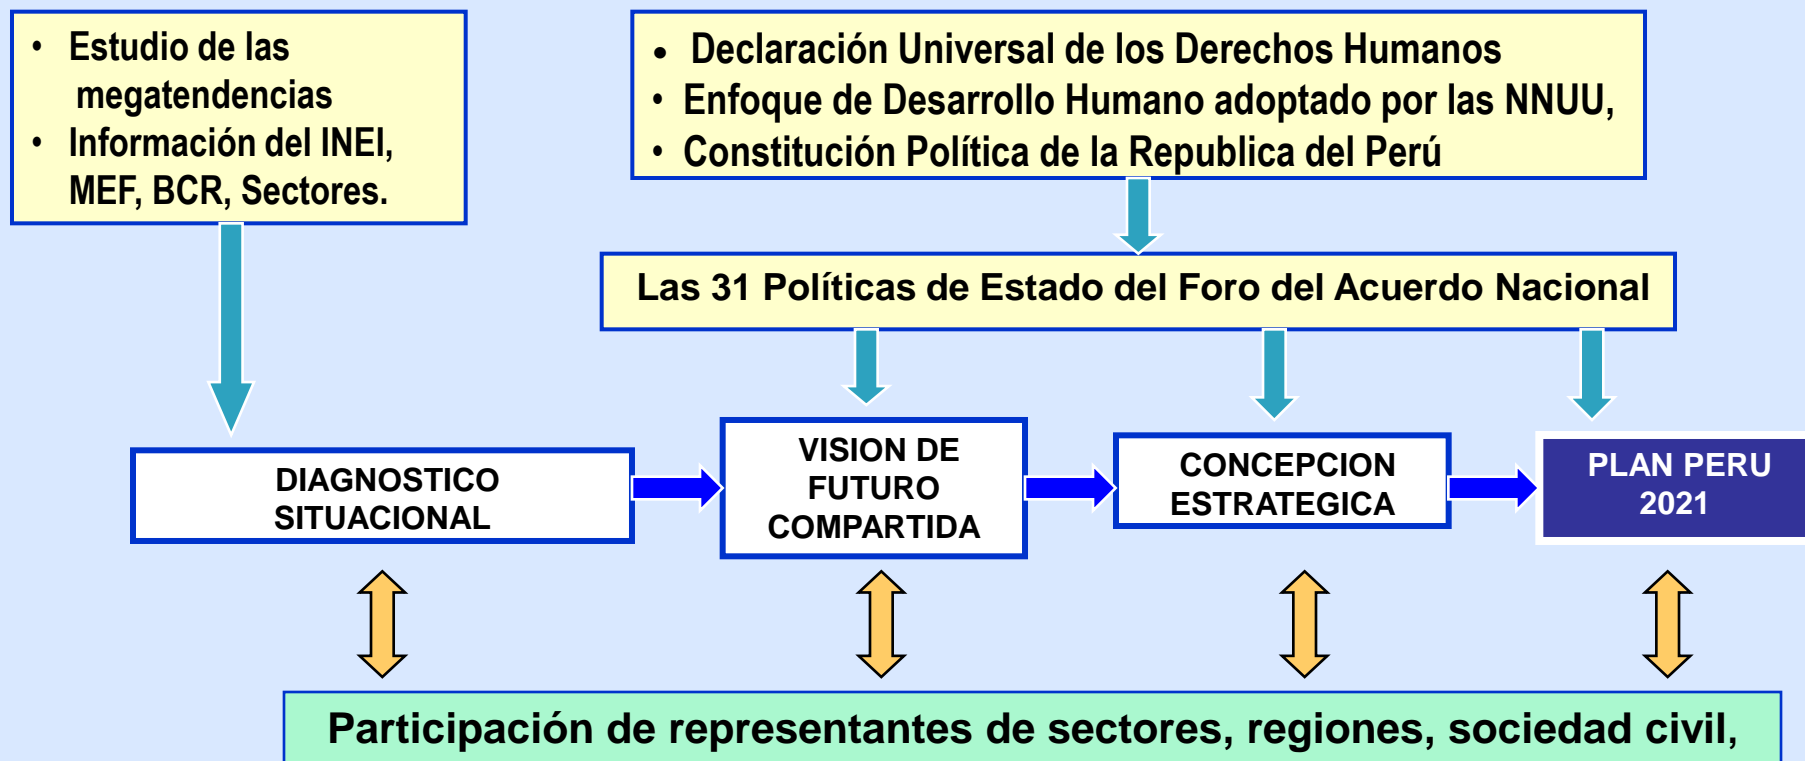 • Estudio de las
megatendencias
• Información del INEI,
MEF, BCR, Sectores.
• Declaración Universal de los Derechos Humanos
• Enfoque de Desarrollo Humano adoptado por las NNUU,
• Constitución Política de la Republica del Perú
Las 31 Políticas de Estado del Foro del Acuerdo Nacional
DIAGNOSTICO
SITUACIONAL
VISION DE
FUTURO
COMPARTIDA
CONCEPCION
ESTRATEGICA
PLAN PERU
2021
Participación de representantes de sectores, regiones, sociedad civil,